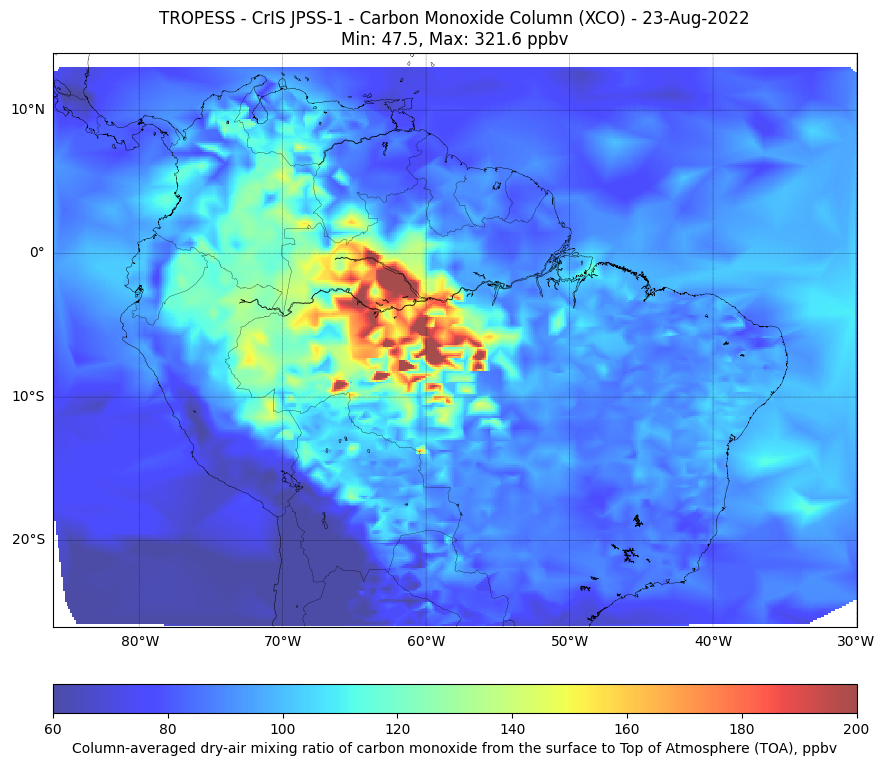 TROPESS - CrIS JPSS-1 - Carbon Monoxide Column (XCO) - 23-Aug-2022
Min: 47.5, Max: 321.6 ppbv
10°N
0°
10°S
20°S
80°W 70°W 60°W 50°W 40°W 30°W
60 80 100 120 140 160 180 200
Column-averaged dry-air mixing ratio of carbon monoxide from the surface to Top of Atmosphere (TOA), ppbv